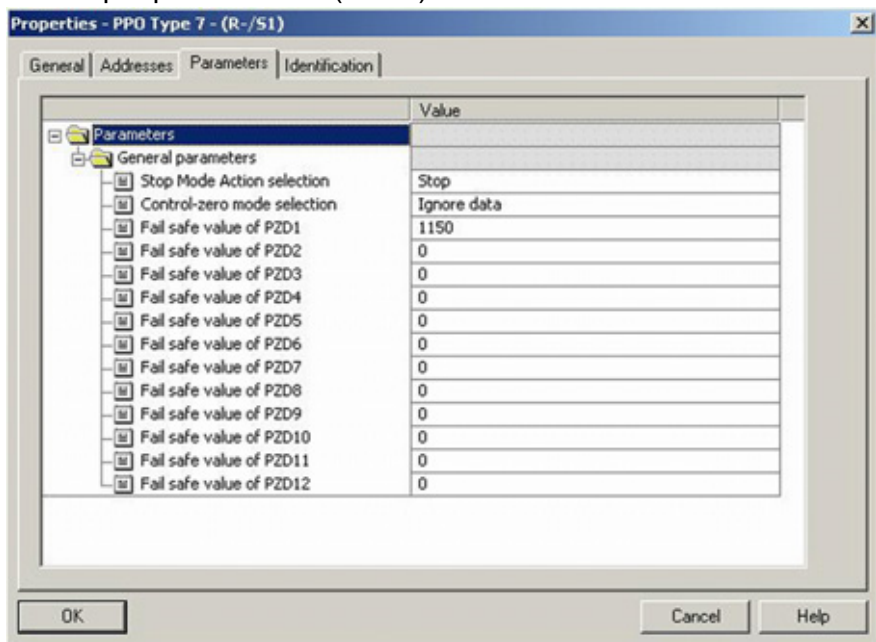 Properties - PPO Type 7 - (R-/S1)
General Addresses Parameters Identification
Value
Parameters
General parameters
Stop Mode Action selection Stop
Control-zero mode selection Ignore data
Fail safe value of PZD1 1150
Fail safe value of PZD2 0
Fail safe value of PZD3 0
Fail safe value of PZD4 0
Fail safe value of PZD5 0
Fail safe value of PZD6 0
Fail safe value of PZD7 0
Fail safe value of PZD8 0
Fail safe value of PZD9 0
Fail safe value of PZD10 0
Fail safe value of PZD11 0
Fail safe value of PZD12 0
OK Cancel Help